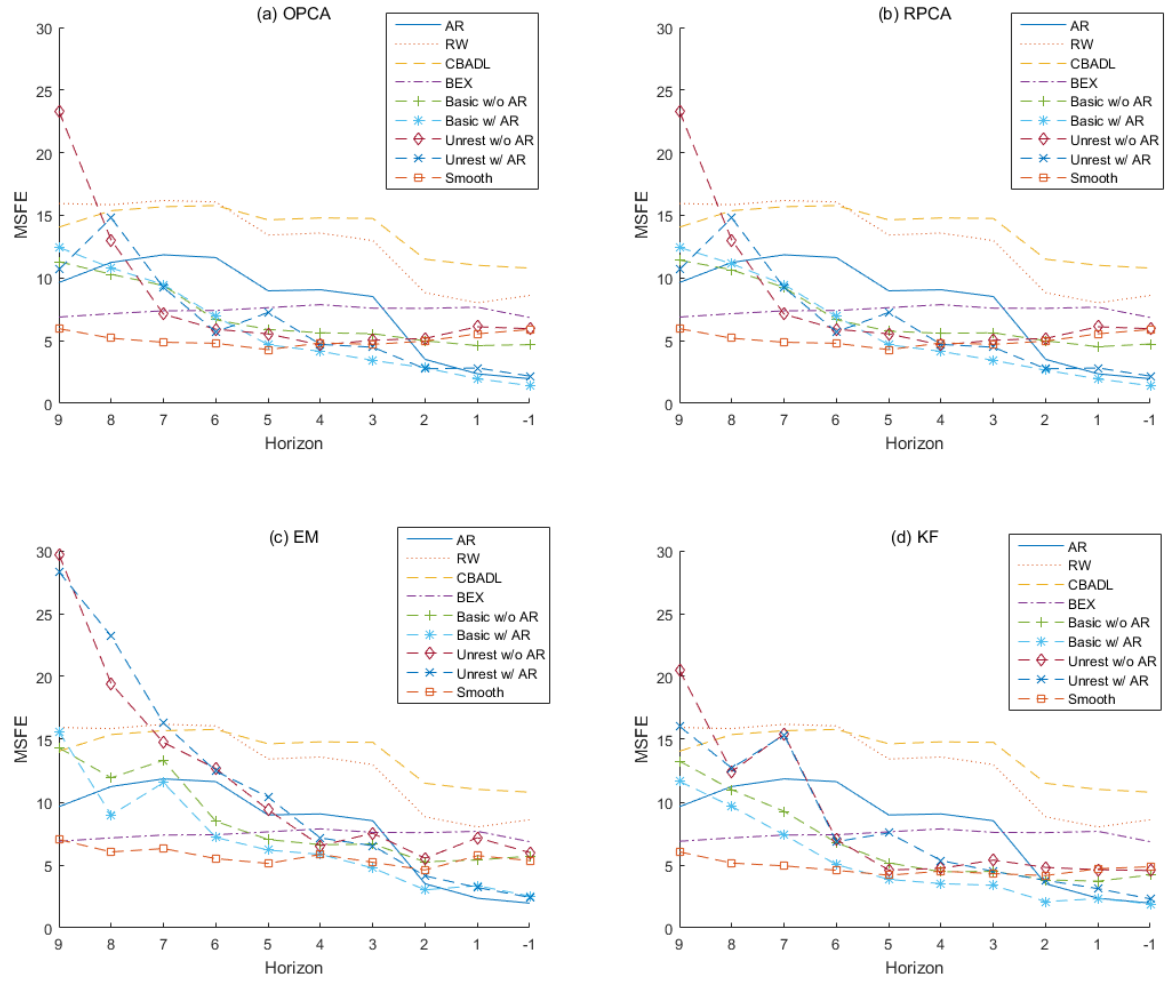 (a) OPCA
30
25
20
15
10
5
0
MSFE
9 8 7 6 5 4 3 2 1 -1
Horizon
AR
RW
CBADL
BEX
Basic w/o AR
Basic w/ AR
Unrest w/o AR
Unrest w/ AR
Smooth
(b) RPCA
30
25
20
15
10
5
0
MSFE
9 8 7 6 5 4 3 2 1 -1
Horizon
AR
RW
CBADL
BEX
Basic w/o AR
Basic w/ AR
Unrest w/o AR
Unrest w/ AR
Smooth
(c) EM
30
25
20
15
10
5
0
MSFE
9 8 7 6 5 4 3 2 1 -1
Horizon
AR
RW
CBADL
BEX
Basic w/o AR
Basic w/ AR
Unrest w/o AR
Unrest w/ AR
Smooth
(d) KF
30
25
20
15
10
5
0
MSFE
9 8 7 6 5 4 3 2 1 -1
Horizon
AR
RW
CBADL
BEX
Basic w/o AR
Basic w/ AR
Unrest w/o AR
Unrest w/ AR
Smooth